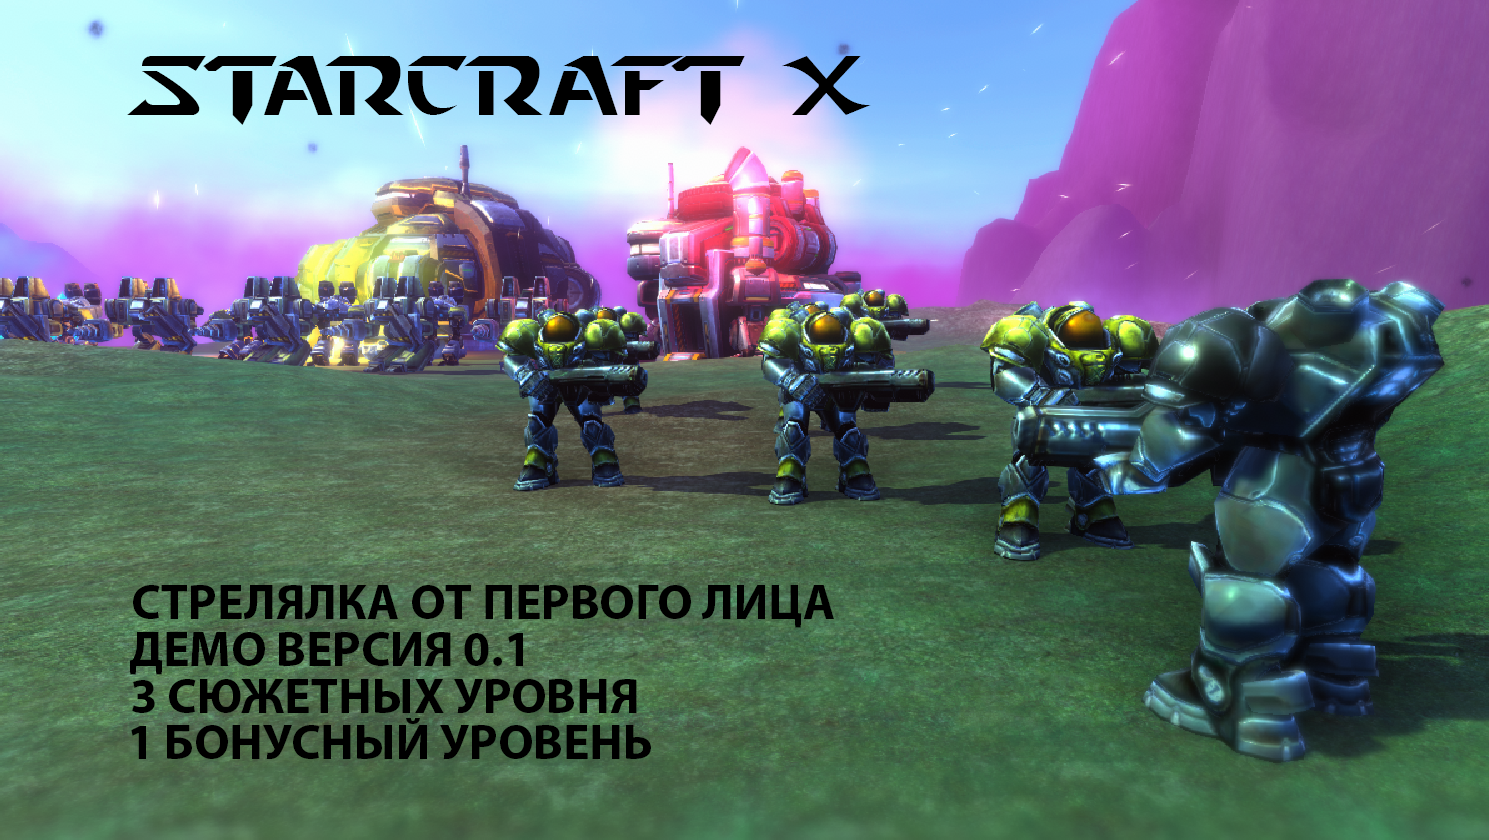 STARCRAFT X
СТРЕЛЯЛКА ОТ ПЕРВОГО ЛИЦА
ДЕМО ВЕРСИЯ 0.1
3 СЮЖЕТНЫХ УРОВНЯ
1 БОНУСНЫЙ УРОВЕНЬ